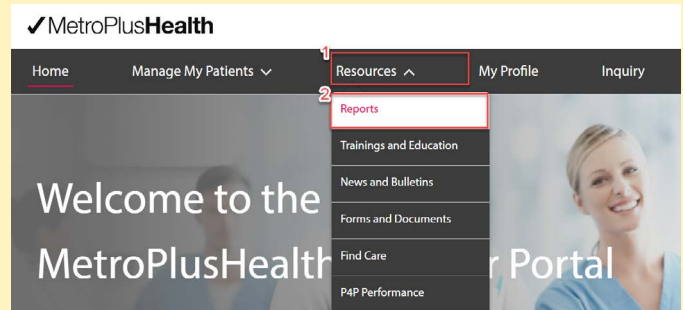 ✓MetroPlusHealth
1
Home Manage My Patients Resources My Profile Inquiry
2
Reports
Trainings and Education
News and Bulletins
Forms and Documents
Find Care
P4P Performance
Welcome to the
MetroPlusHealth r Portal